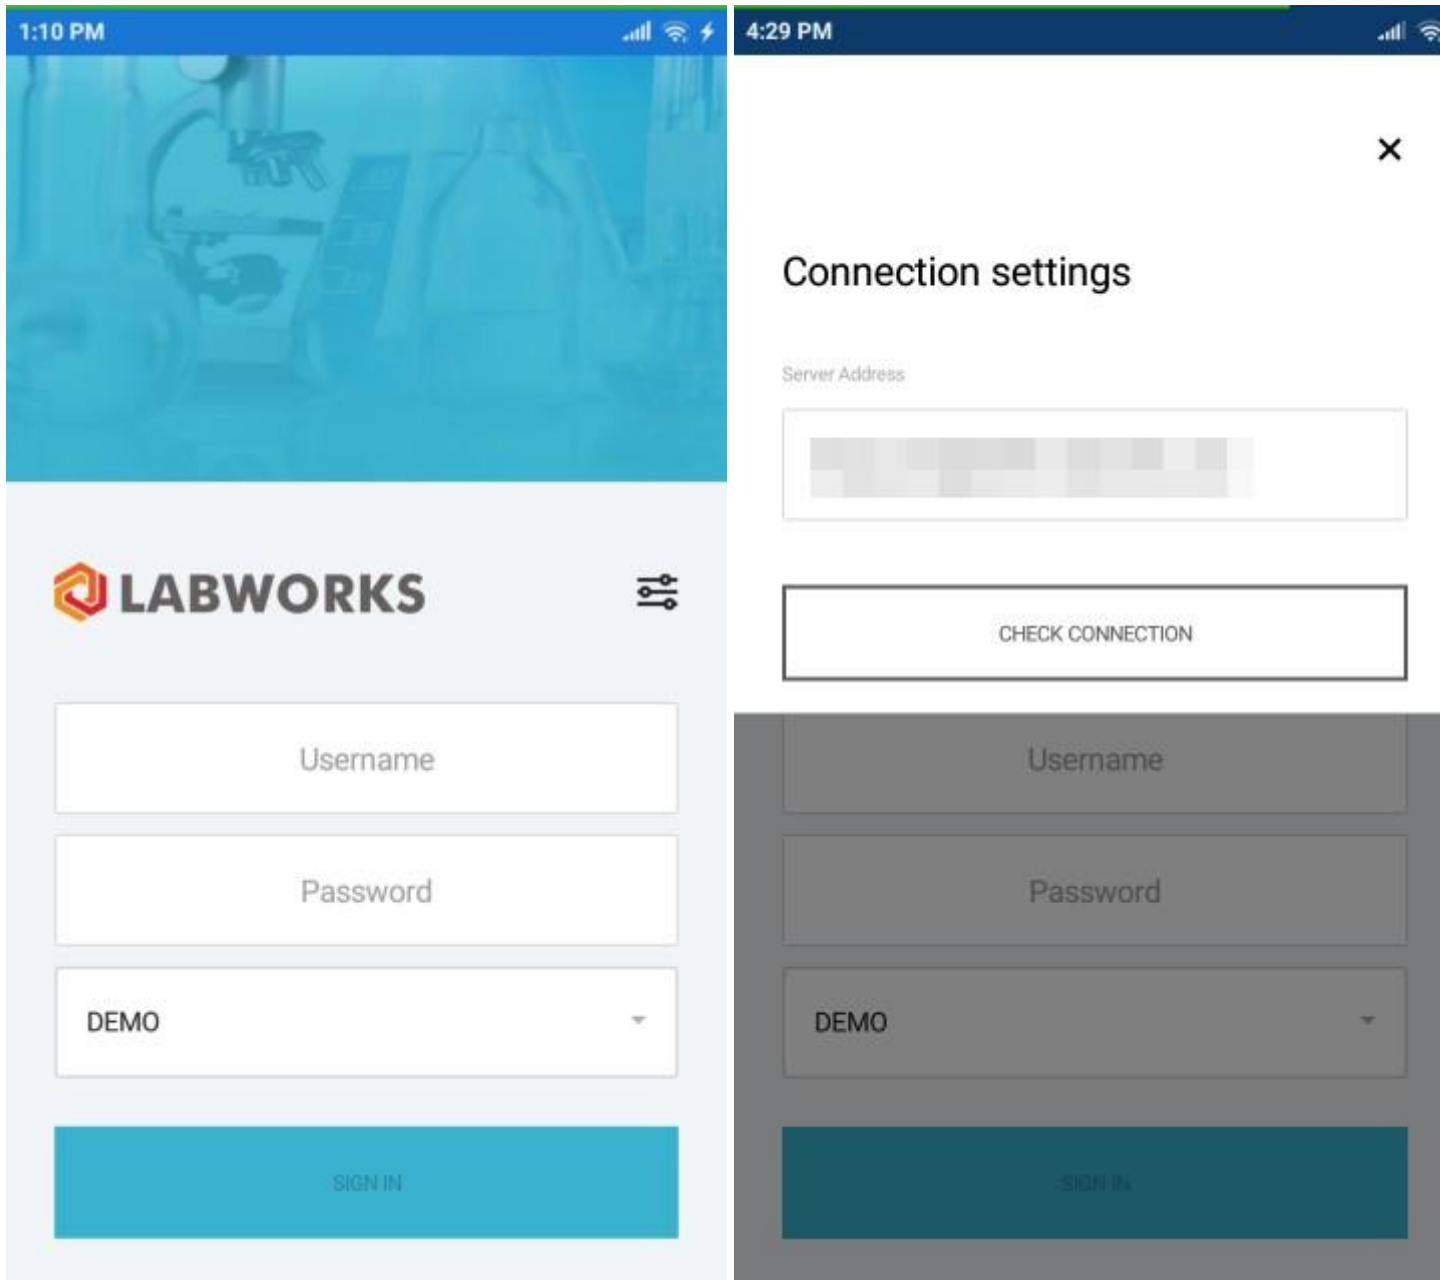 1:10 PM
LABWORKS
Username
Password
DEMO
SIGN IN
4:29 PM
Connection settings
Server Address
CHECK CONNECTION
Username
Password
DEMO
SIGN IN